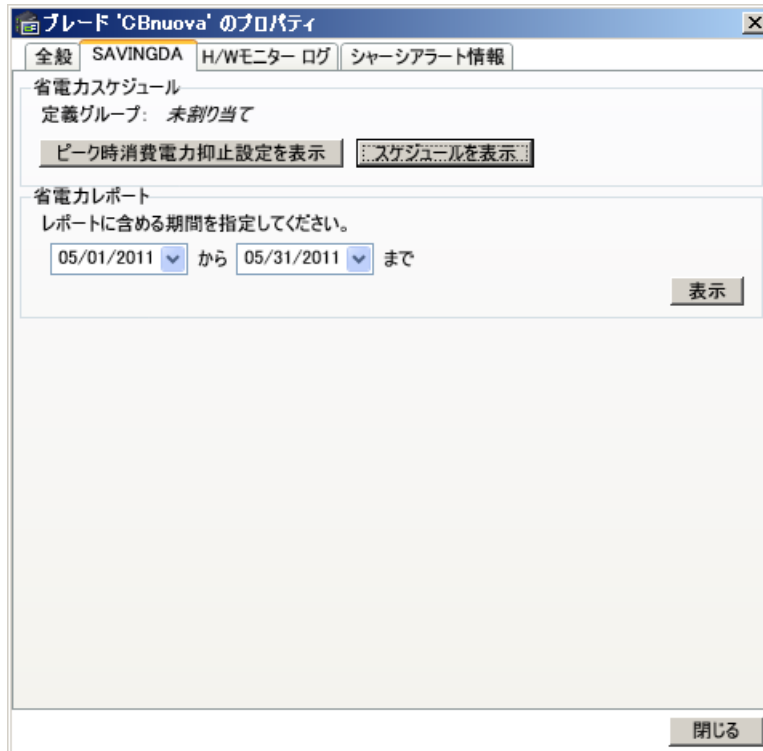 ブレード 'CBnuova' のプロパティ
全般 SAVINGDA H/Wモニター ログ シャーシアラート情報
省電力スケジュール
定義グループ: 未割り当て
ピーク時消費電力抑止設定を表示 スケジュールを表示
省電力レポート
レポートに含める期間を指定してください。
05/01/2011 から 05/31/2011 まで
表示
閉じる